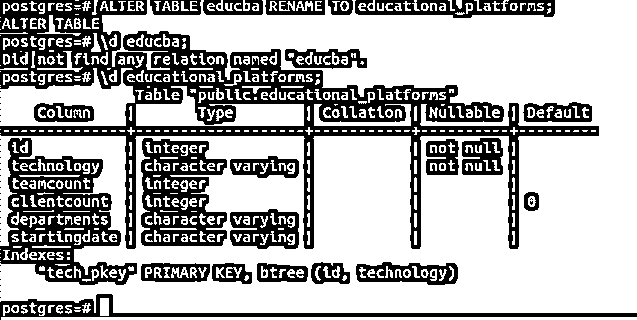 postgres=# ALTER TABLE educba RENAME TO educational_platforms;
ALTER TABLE
postgres=# \d educba;
Did not find any relation named "educba".
postgres=# \d educational_platforms;
Table "public.educational_platforms"
Column | Type | Collation | Nullable | Default
--------------+-------------------+-----------+----------+---------
id | integer | | not null |
technology | character varying | | not null |
teamcount | integer | | |
clientcount | integer | | | 0
departments | character varying | | |
startingdate | character varying | | |
Indexes:
"tech_pkey" PRIMARY KEY, btree (id, technology)
postgres=#